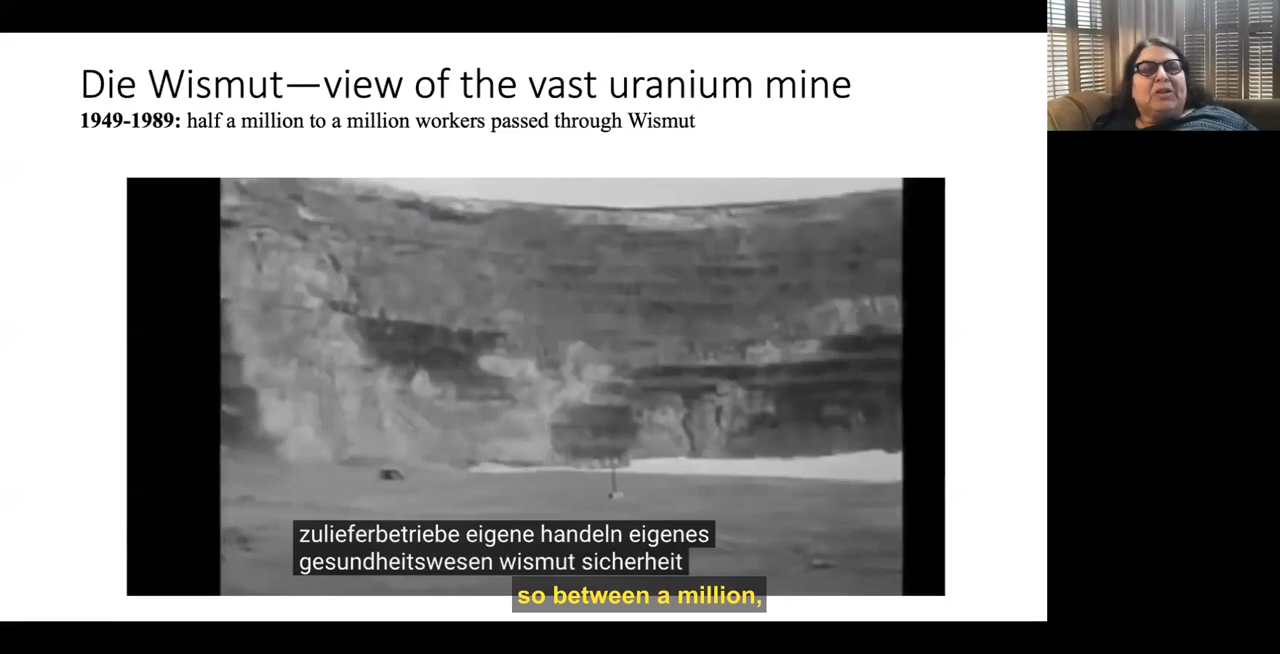 Die Wismut—view of the vast uranium mine
1949-1989: half a million to a million workers passed through Wismut
zulieferbetriebe eigene handeln eigenes
gesundheitswesen wismut sicherheit
so between a million,